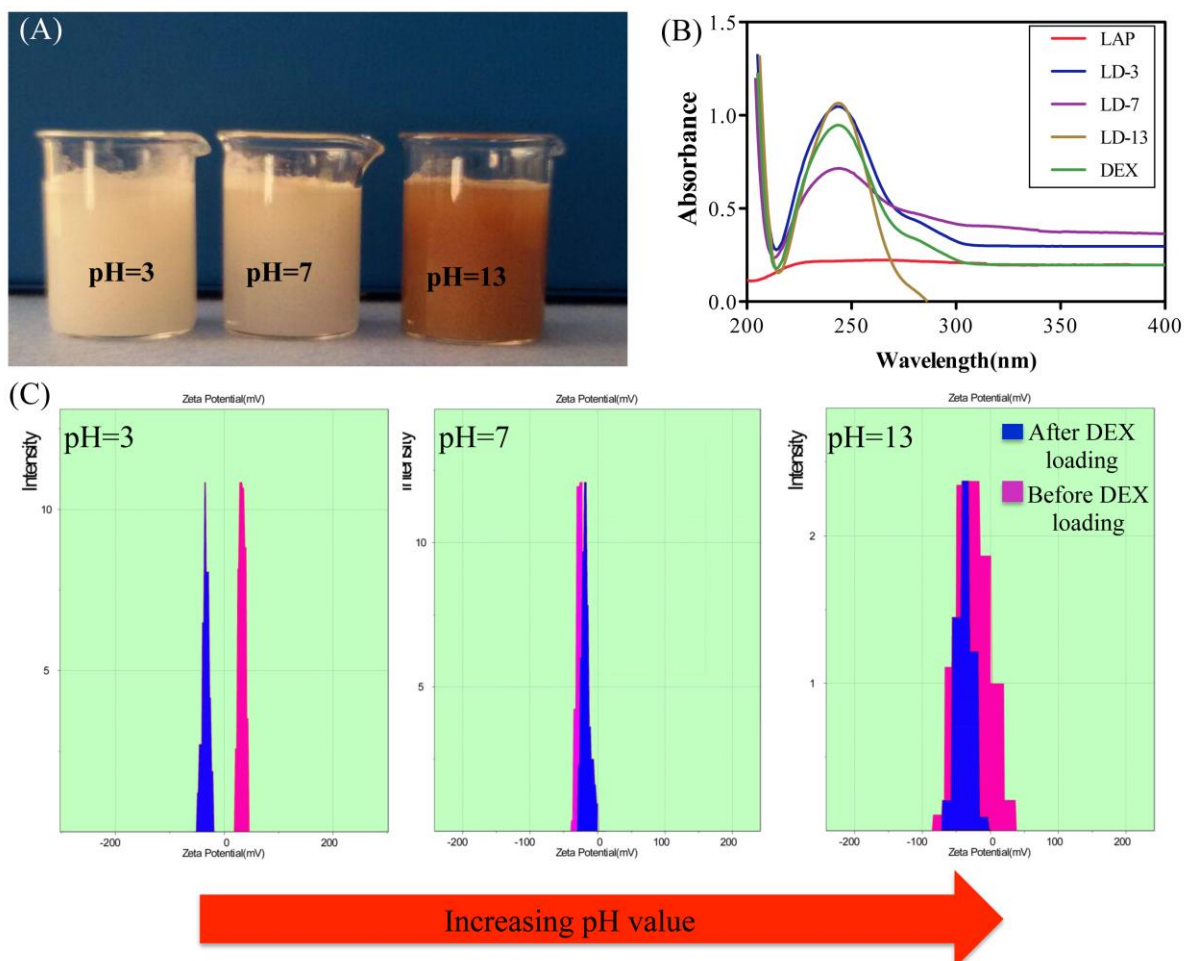 (A)
pH=3
pH=7
pH=13
(B)
Absorbance
1.5
1.0
0.5
0.0
200
250
300
350
400
Wavelength(nm)
LAP
LD-3
LD-7
LD-13
DEX
(C)
Zeta Potential(mV)
pH=3
Intensity
10
5
-200
0
200
Zeta Potential(mV)
Zeta Potential(mV)
pH=7
Intensity
10
5
-200
-100
0
100
200
Zeta Potential(mV)
Zeta Potential(mV)
pH=13
Intensity
2
1
-200
-100
0
100
200
Zeta Potential(mV)
After DEX
loading
Before DEX
loading
Increasing pH value